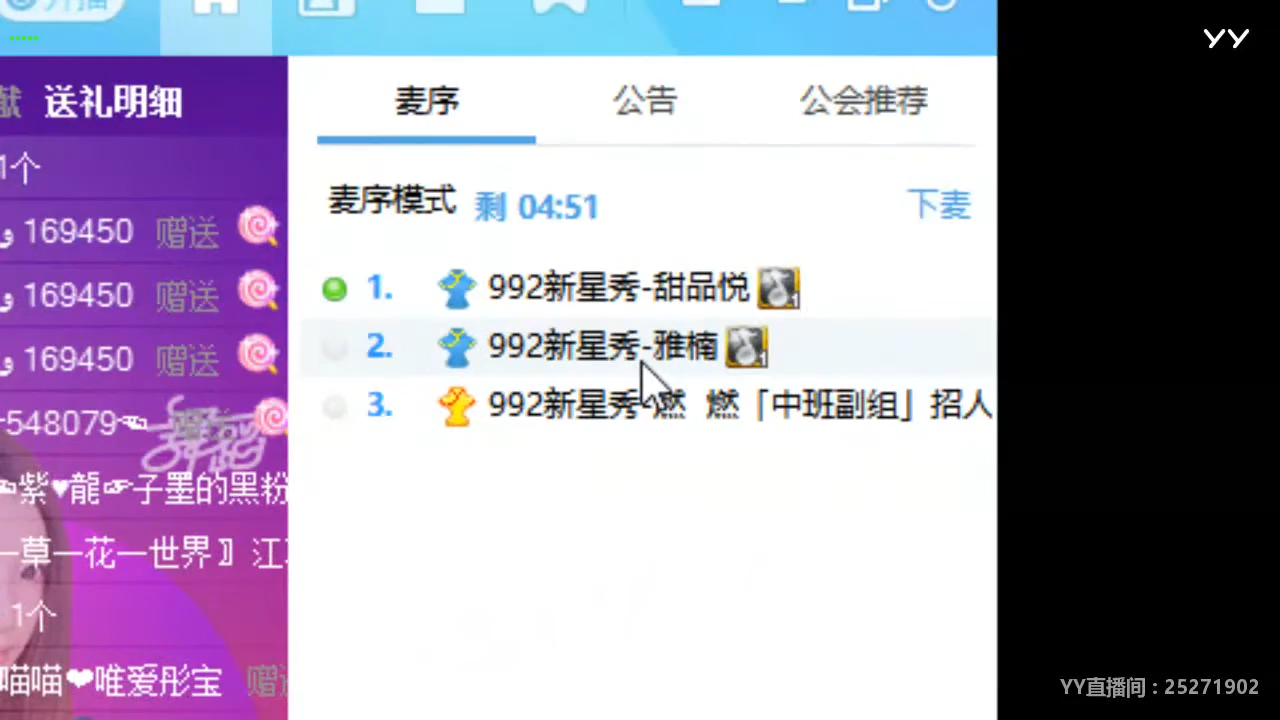 开播
YY
献 送礼明细
麦序 公告 公会推荐
1个
麦序模式 剩 04:51 下麦
و 169450 赠送
1. 992新星秀-甜品悦
و 169450 赠送
2. 992新星秀-雅楠
و 169450 赠送
3. 992新星秀-燃 燃「中班副组」招人
548079☜
☜紫♥龍☞子墨的黑粉
一草一花一世界〗江
1个
喵喵❤唯爱彤宝 赠送
YY直播间 : 25271902